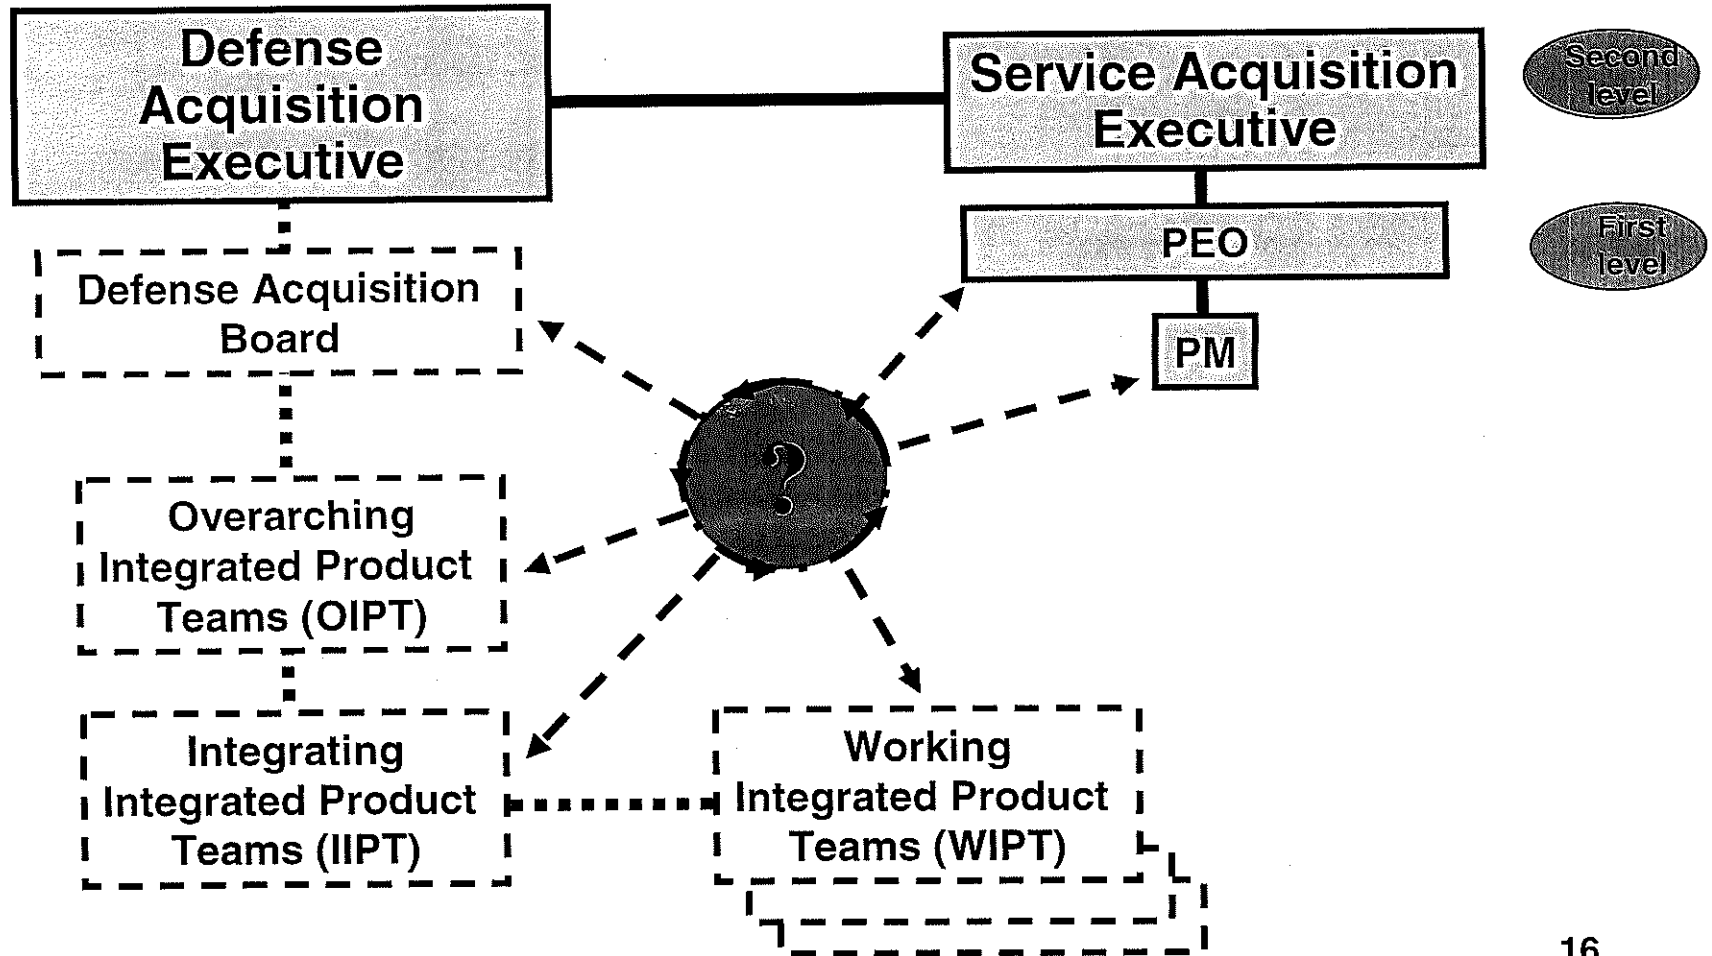 Defense
Acquisition
Executive
Service Acquisition
Executive
Second
level
PEO
First
level
PM
Defense Acquisition
Board
?
Overarching
Integrated Product
Teams (OIPT)
Integrating
Integrated Product
Teams (IIPT)
Working
Integrated Product
Teams (WIPT)
16